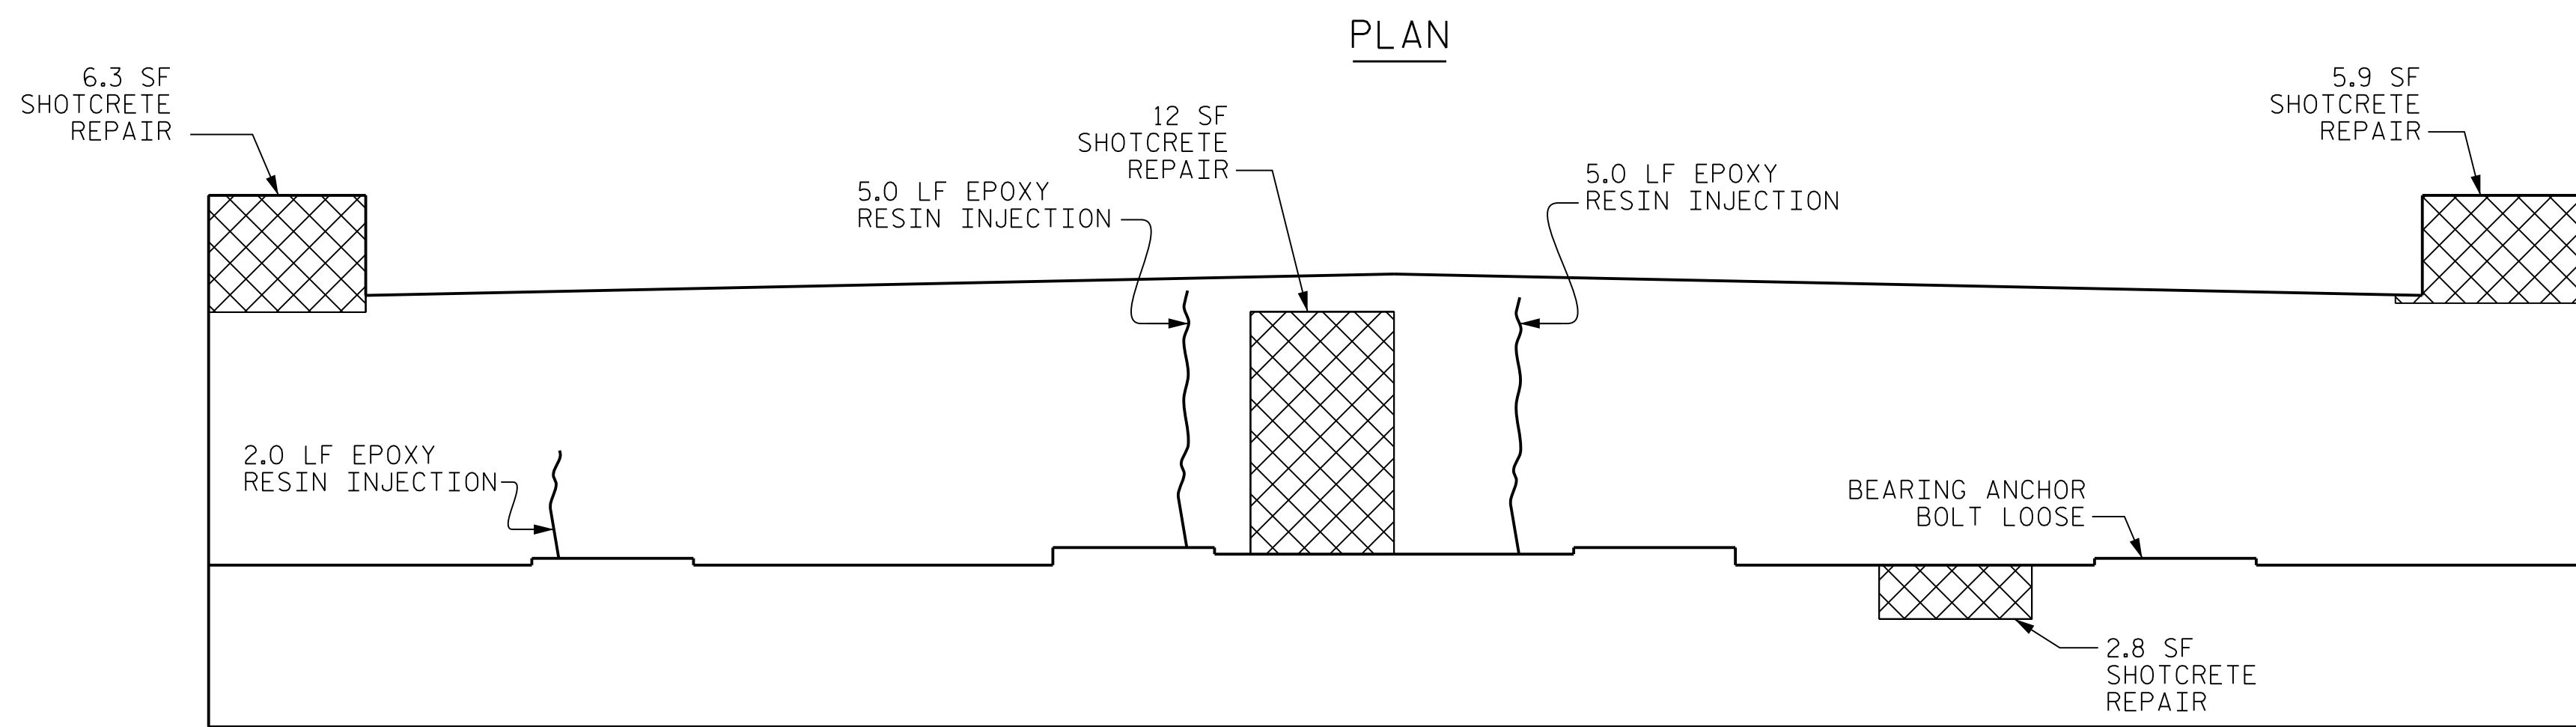 PLAN
6.3 SF
SHOTCRETE
REPAIR
5.9 SF
SHOTCRETE
REPAIR
12 SF
SHOTCRETE
REPAIR
5.0 LF EPOXY
RESIN INJECTION
5.0 LF EPOXY
RESIN INJECTION
2.0 LF EPOXY
RESIN INJECTION
BEARING ANCHOR
BOLT LOOSE
2.8 SF
SHOTCRETE
REPAIR